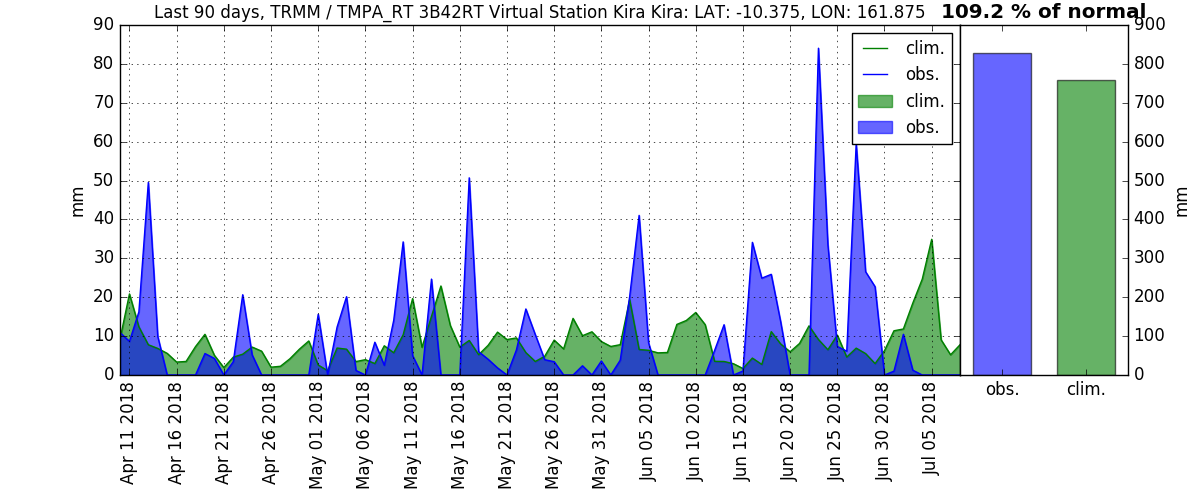 Last 90 days, TRMM / TMPA_RT 3B42RT Virtual Station Kira Kira: LAT: -10.375, LON: 161.875 109.2 % of normal
90 900
80 800
70 700
60 600
50 500
40 400
30 300
20 200
10 100
0 0
mm
mm
clim.
obs.
clim.
obs.
obs. clim.
Apr 11 2018
Apr 16 2018
Apr 21 2018
Apr 26 2018
May 01 2018
May 06 2018
May 11 2018
May 16 2018
May 21 2018
May 26 2018
May 31 2018
Jun 05 2018
Jun 10 2018
Jun 15 2018
Jun 20 2018
Jun 25 2018
Jun 30 2018
Jul 05 2018